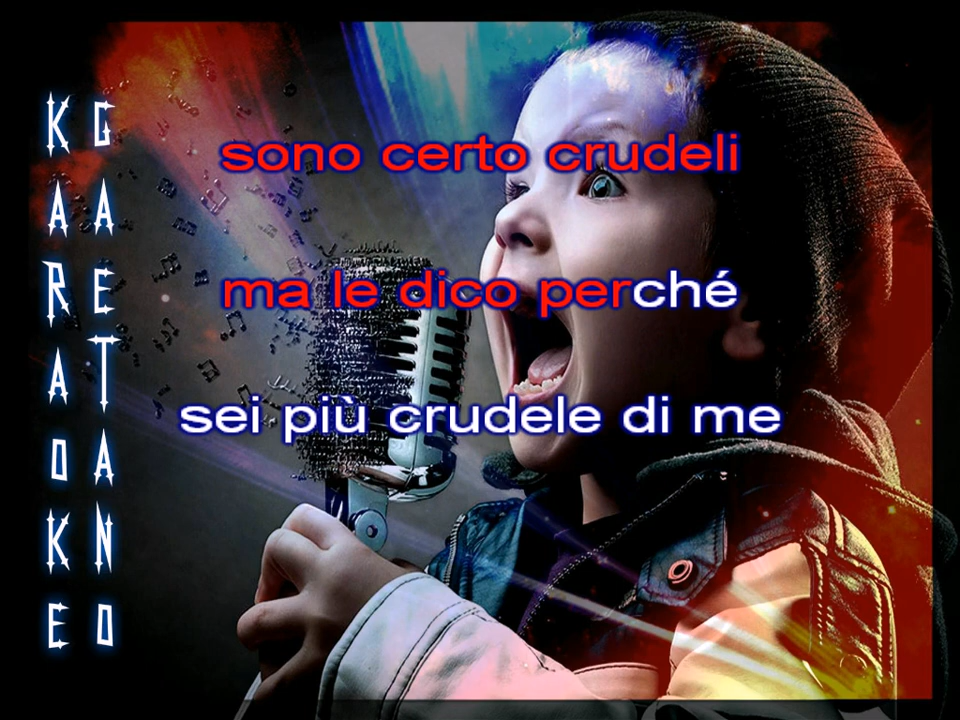 KARAOKE
GAETANO
sono certo crudeli
ma le dico perché
sei più crudele di me